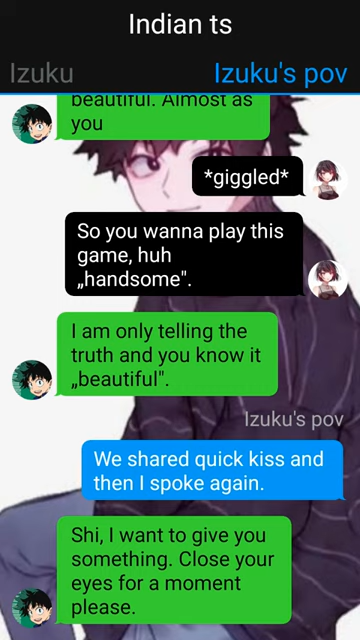 Indian ts
Izuku
Izuku's pov
beautiful. Almost as
you
*giggled*
So you wanna play this
game, huh
„handsome".
I am only telling the
truth and you know it
„beautiful".
Izuku's pov
We shared quick kiss and
then I spoke again.
Shi, I want to give you
something. Close your
eyes for a moment
please.